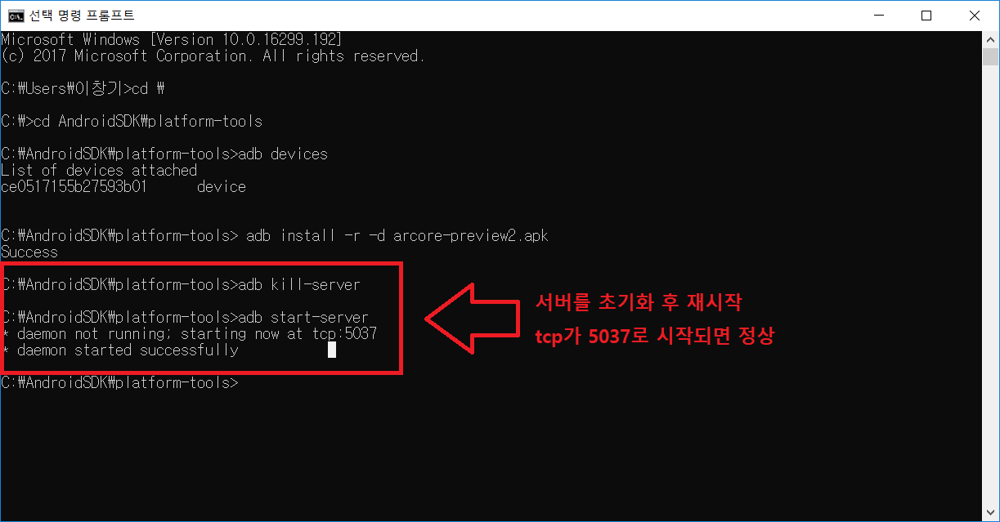 선택 명령 프롬프트
Microsoft Windows [Version 10.0.16299.192]
(c) 2017 Microsoft Corporation. All rights reserved.
C:₩Users₩이창기>cd ₩
C:₩>cd AndroidSDK₩platform-tools
C:₩AndroidSDK₩platform-tools>adb devices
List of devices attached
ce0517155b27593b01      device
C:₩AndroidSDK₩platform-tools> adb install -r -d arcore-preview2.apk
Success
C:₩AndroidSDK₩platform-tools>adb kill-server
C:₩AndroidSDK₩platform-tools>adb start-server
* daemon not running; starting now at tcp:5037
* daemon started successfully
C:₩AndroidSDK₩platform-tools>
서버를 초기화 후 재시작
tcp가 5037로 시작되면 정상